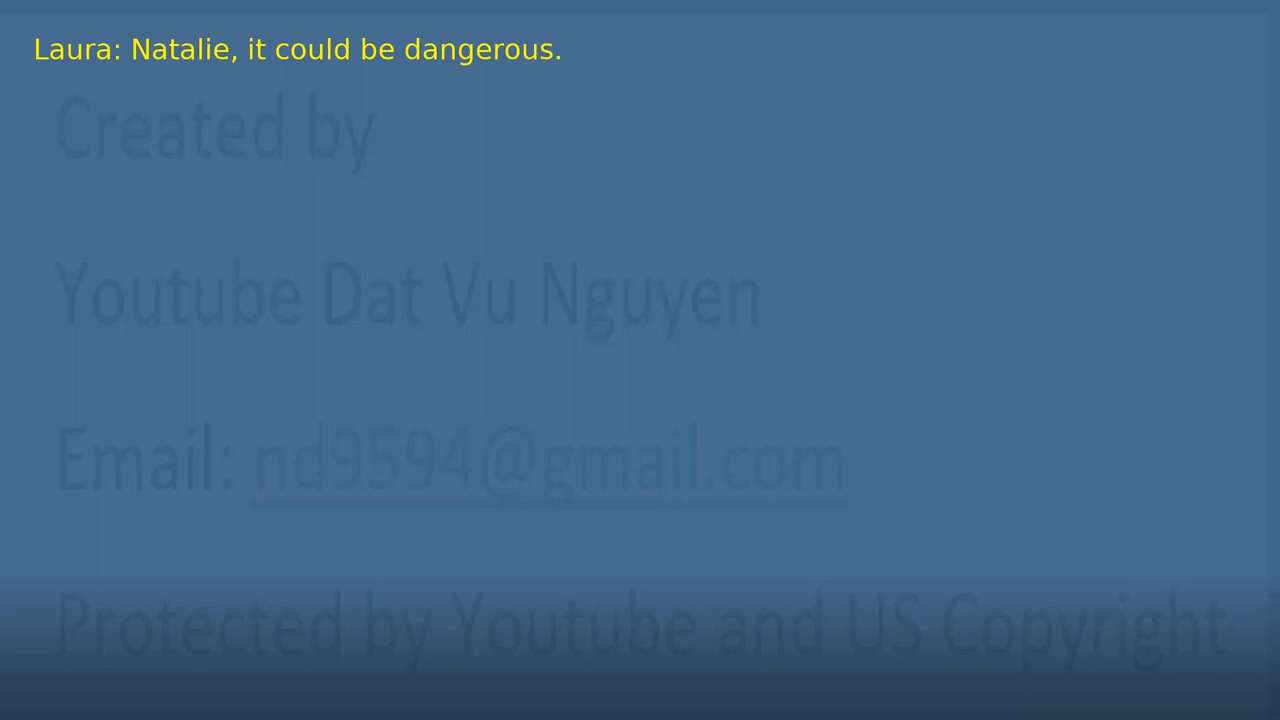 Laura: Natalie, it could be dangerous.
Created by
Youtube Dat Vu Nguyen
Email: nd9594@gmail.com
Protected by Youtube and US Copyright